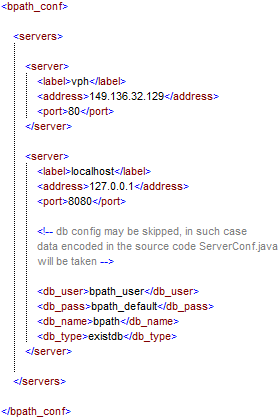 <bpath_conf>
<servers>
<server>
<label>vph</label>
<address>149.136.32.129</address>
<port>80</port>
</server>
<server>
<label>localhost</label>
<address>127.0.0.1</address>
<port>8080</port>
<!-- db config may be skipped, in such case
data encoded in the source code ServerConf.java
will be taken -->
<db_user>bpath_user</db_user>
<db_pass>bpath_default</db_pass>
<db_name>bpath</db_name>
<db_type>existdb</db_type>
</server>
</servers>
</bpath_conf>